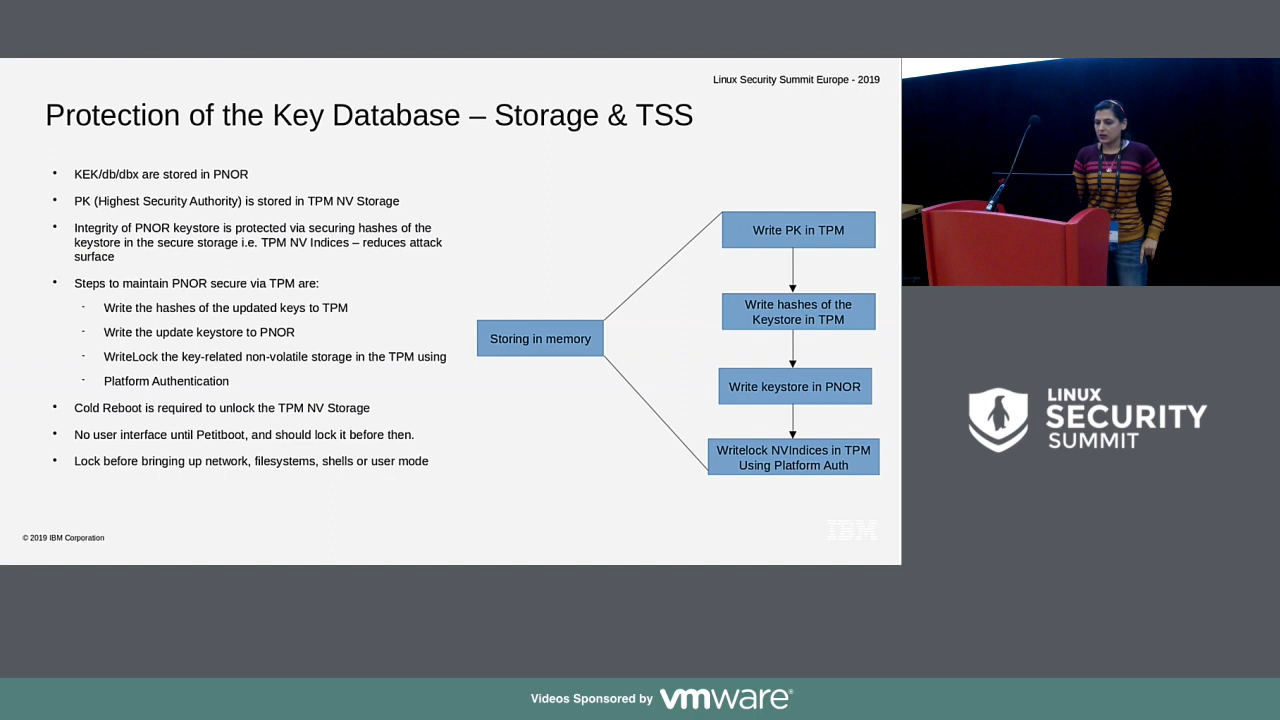 Linux Security Summit Europe - 2019
Protection of the Key Database – Storage & TSS
• KEK/db/dbx are stored in PNOR
• PK (Highest Security Authority) is stored in TPM NV Storage
• Integrity of PNOR keystore is protected via securing hashes of the
keystore in the secure storage i.e. TPM NV Indices – reduces attack
surface
• Steps to maintain PNOR secure via TPM are:
- Write the hashes of the updated keys to TPM
- Write the update keystore to PNOR
- WriteLock the key-related non-volatile storage in the TPM using
- Platform Authentication
• Cold Reboot is required to unlock the TPM NV Storage
• No user interface until Petitboot, and should lock it before then.
• Lock before bringing up network, filesystems, shells or user mode
Storing in memory
Write PK in TPM
Write hashes of the
Keystore in TPM
Write keystore in PNOR
Writelock NVIndices in TPM
Using Platform Auth
© 2019 IBM Corporation
IBM
LINUX
SECURITY
SUMMIT
Videos Sponsored by vmware®